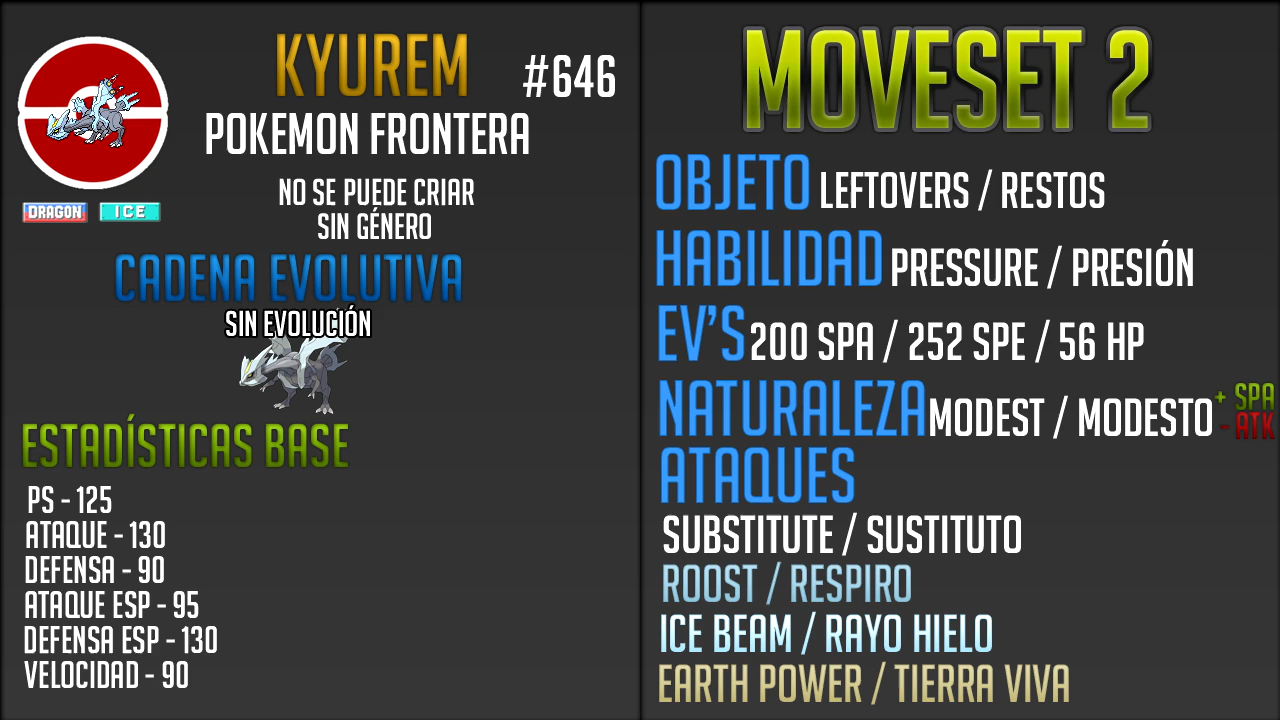 KYUREM #646
POKEMON FRONTERA
NO SE PUEDE CRIAR
SIN GÉNERO
DRAGON ICE
CADENA EVOLUTIVA
SIN EVOLUCIÓN
ESTADÍSTICAS BASE
PS - 125
ATAQUE - 130
DEFENSA - 90
ATAQUE ESP - 95
DEFENSA ESP - 130
VELOCIDAD - 90
MOVESET 2
OBJETO LEFTOVERS / RESTOS
HABILIDAD PRESSURE / PRESIÓN
EV'S 200 SPA / 252 SPE / 56 HP
NATURALEZA MODEST / MODESTO + SPA
- ATK
ATAQUES
SUBSTITUTE / SUSTITUTO
ROOST / RESPIRO
ICE BEAM / RAYO HIELO
EARTH POWER / TIERRA VIVA